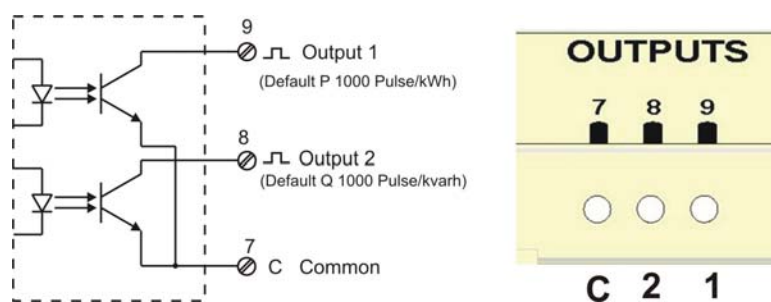 9
Output 1
(Default P 1000 Pulse/kWh)
8
Output 2
(Default Q 1000 Pulse/kvarh)
7
C Common
OUTPUTS
7 8 9
C 2 1